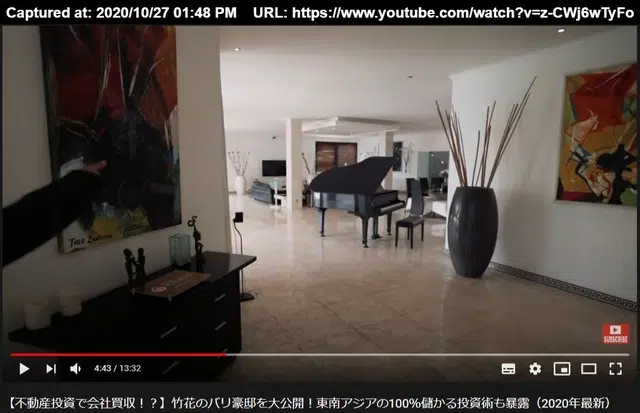 Captured at: 2020/10/27 01:48 PM URL: https://www.youtube.com/watch?v=z-CWj6wTyFo
SUBSCRIBE
4:43 / 13:32
【不動産投資で会社買収！？】竹花のバリ豪邸を大公開！東南アジアの100%儲かる投資術も暴露（2020年最新）